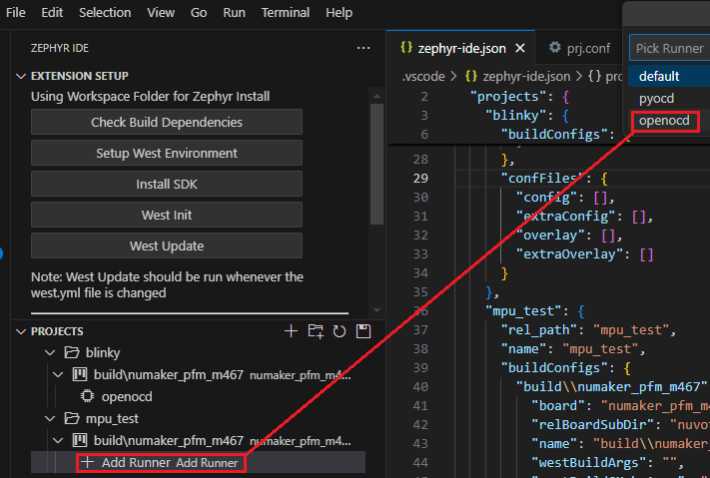 File Edit Selection View Go Run Terminal Help
ZEPHYR IDE ...
EXTENSION SETUP
Using Workspace Folder for Zephyr Install
Check Build Dependencies
Setup West Environment
Install SDK
West Init
West Update
Note: West Update should be run whenever the
west.yml file is changed
PROJECTS
blinky
build\numaker_pfm_m467 numaker_pfm_m4...
openocd
mpu_test
build\numaker_pfm_m467 numaker_pfm_m4...
Add Runner Add Runner
{} zephyr-ide.json prj.conf
.vscode > {} zephyr-ide.json > {} pro
2 "projects": {
3 "blinky": {
6 "buildConfigs": {
28 },
29 "confFiles": {
30 "config": [],
31 "extraConfig": [],
32 "overlay": [],
33 "extraOverlay": []
34 }
35 },
36 "mpu_test": {
37 "rel_path": "mpu_test",
38 "name": "mpu_test",
39 "buildConfigs": {
40 "build\\numaker_pfm_m467"
41 "board": "numaker_pfm_m
42 "relBoardSubDir": "nuvo
43 "name": "build\\numaker_
44 "westBuildArgs": "",
Pick Runner
default
pyocd
openocd